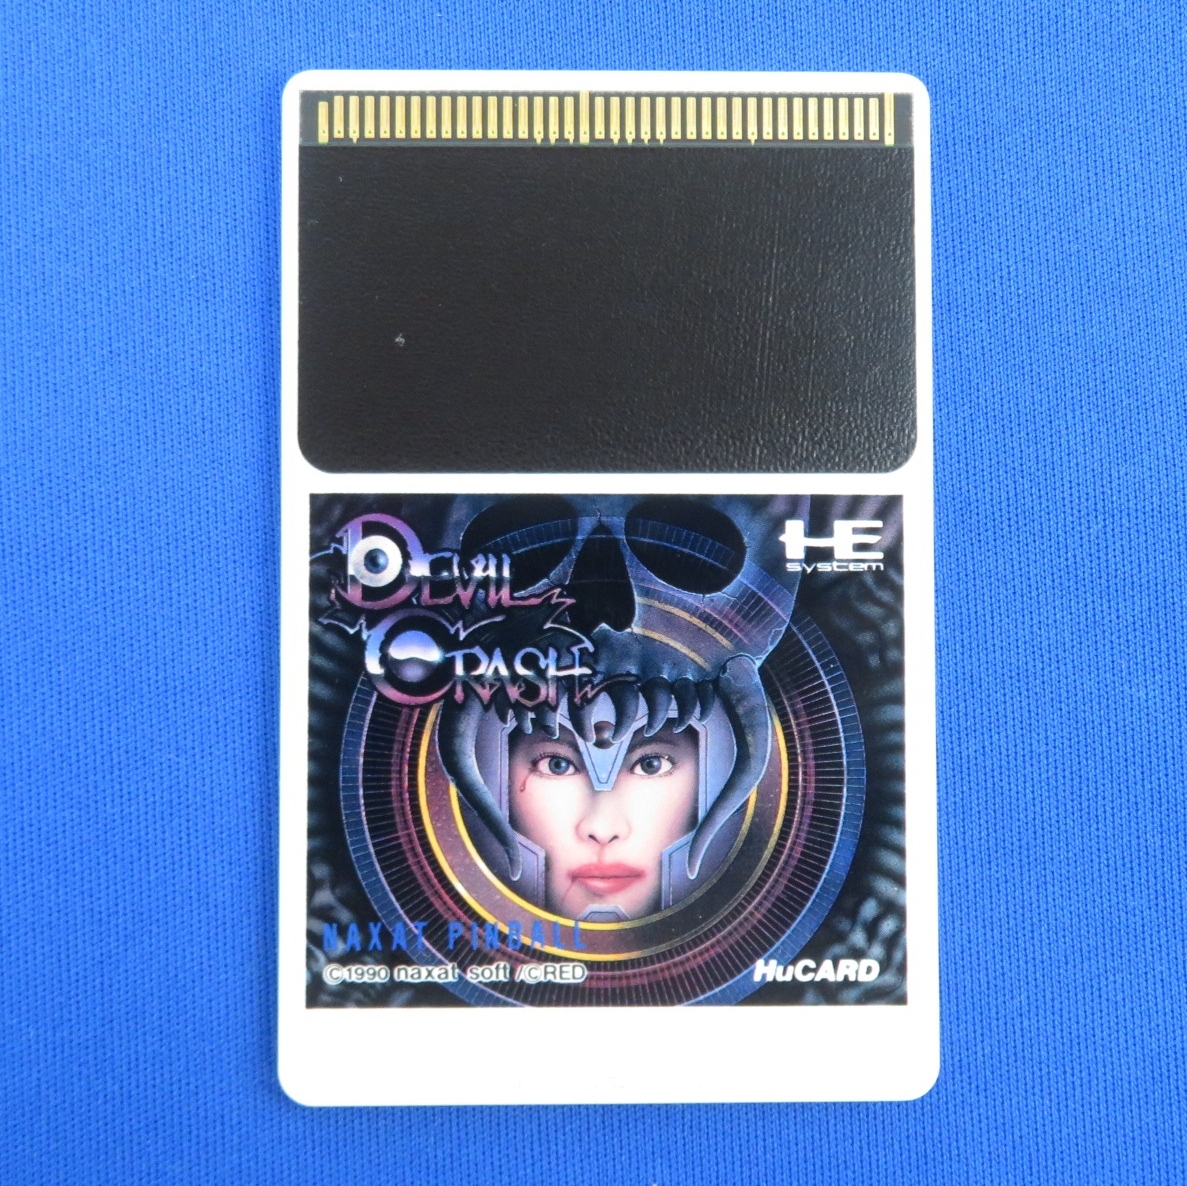 DEVIL
CRASH
HE
system
NAXAT PINBALL
©1990 naxat soft /©RED
HuCARD